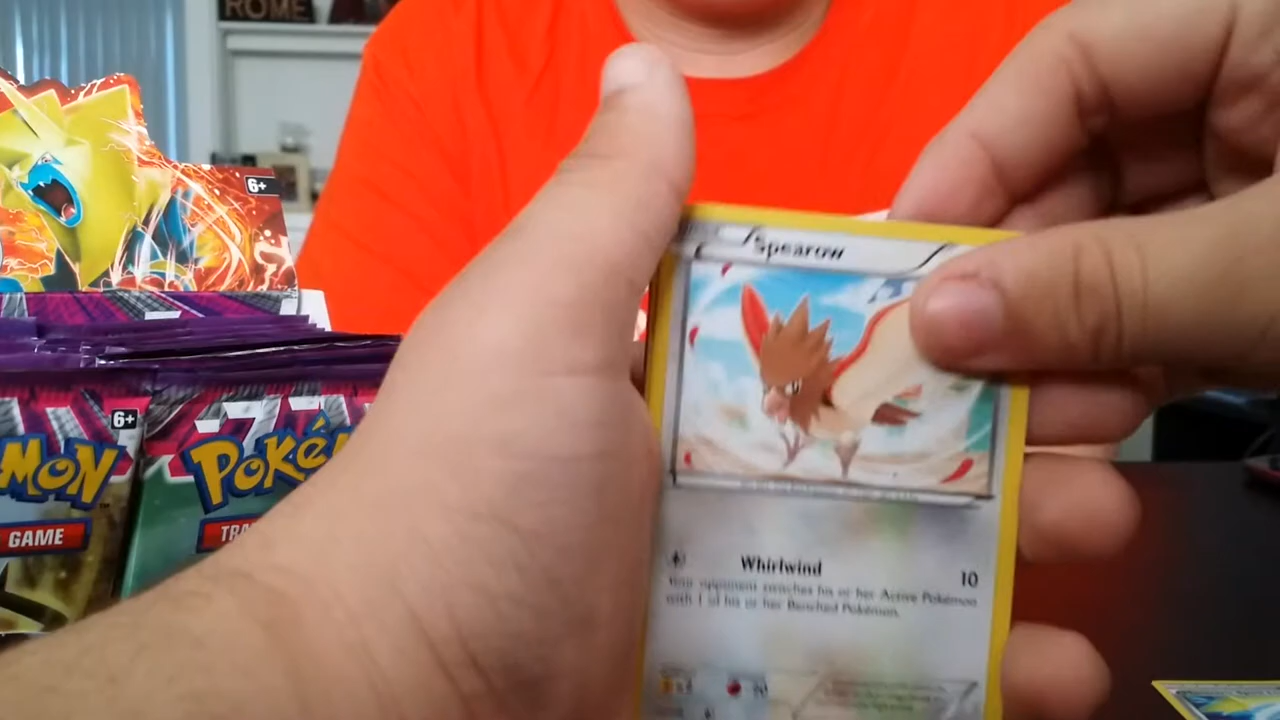 ROME
6+
6+
MON
GAME
Poké
TRA
Spearow
Whirlwind 10
Your opponent switches his or her Active Pokémon
with 1 of his or her Benched Pokémon.